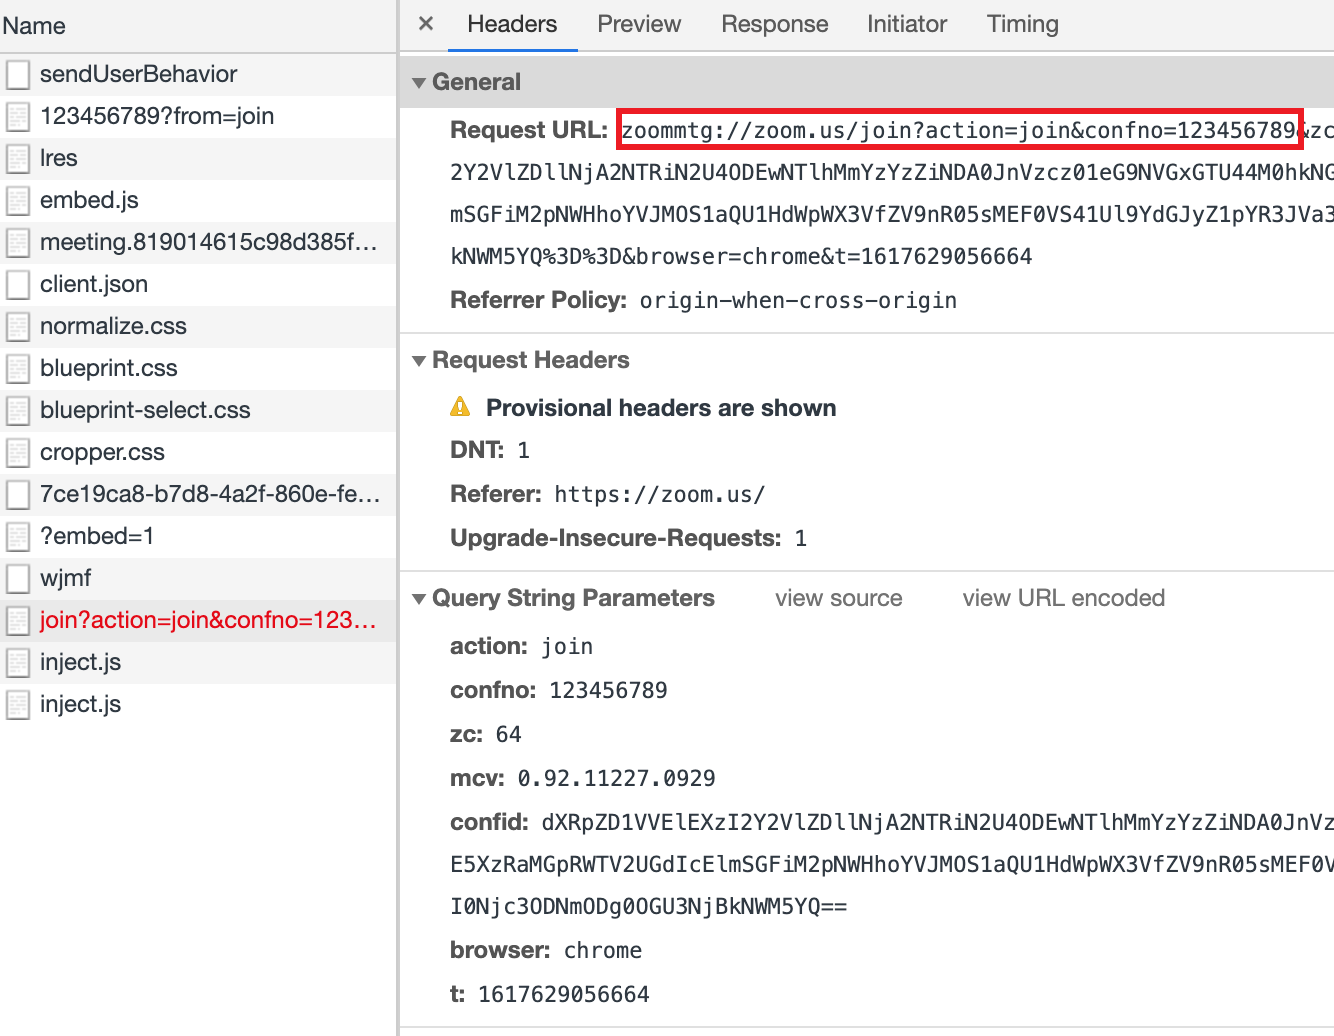 Name
sendUserBehavior
123456789?from=join
lres
embed.js
meeting.819014615c98d385f...
client.json
normalize.css
blueprint.css
blueprint-select.css
cropper.css
7ce19ca8-b7d8-4a2f-860e-fe...
?embed=1
wjmf
join?action=join&confno=123...
inject.js
inject.js
× Headers Preview Response Initiator Timing
▼ General
Request URL: zoommtg://zoom.us/join?action=join&confno=123456789&zc
2Y2VlZDllNjA2NTRiN2U4ODEwNTlhMmYzYzZiNDA0JnVzcz01eG9NVGxGTU44M0hkNG
mSGFiM2pNWHhoYVJMOS1aQU1HdWpWX3VfZV9nR05sMEF0VS41Ul9YdGJyZ1pYR3JVa3
kNWM5YQ%3D%3D&browser=chrome&t=1617629056664
Referrer Policy: origin-when-cross-origin
▼ Request Headers
Provisional headers are shown
DNT: 1
Referer: https://zoom.us/
Upgrade-Insecure-Requests: 1
▼ Query String Parameters view source view URL encoded
action: join
confno: 123456789
zc: 64
mcv: 0.92.11227.0929
confid: dXRpZD1VVElEXzI2Y2VlZDllNjA2NTRiN2U4ODEwNTlhMmYzYzZiNDA0JnVz
E5XzRaMGpRWTV2UGdIcElmSGFiM2pNWHhoYVJMOS1aQU1HdWpWX3VfZV9nR05sMEF0V
I0Njc3ODNmODg0OGU3NjBkNWM5YQ==
browser: chrome
t: 1617629056664